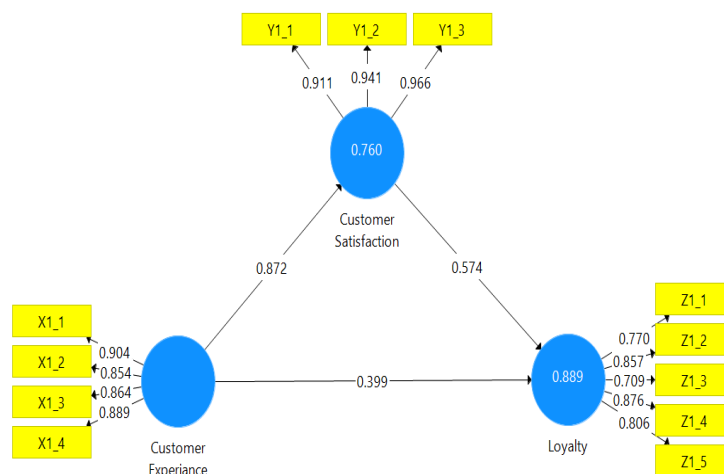 Y1_1
Y1_2
Y1_3
0.911
0.941
0.966
0.760
Customer
Satisfaction
0.872
0.574
X1_1
X1_2
X1_3
X1_4
0.904
0.854
0.864
0.889
Customer
Experiance
0.399
0.889
Loyalty
0.770
0.857
0.709
0.876
0.806
Z1_1
Z1_2
Z1_3
Z1_4
Z1_5